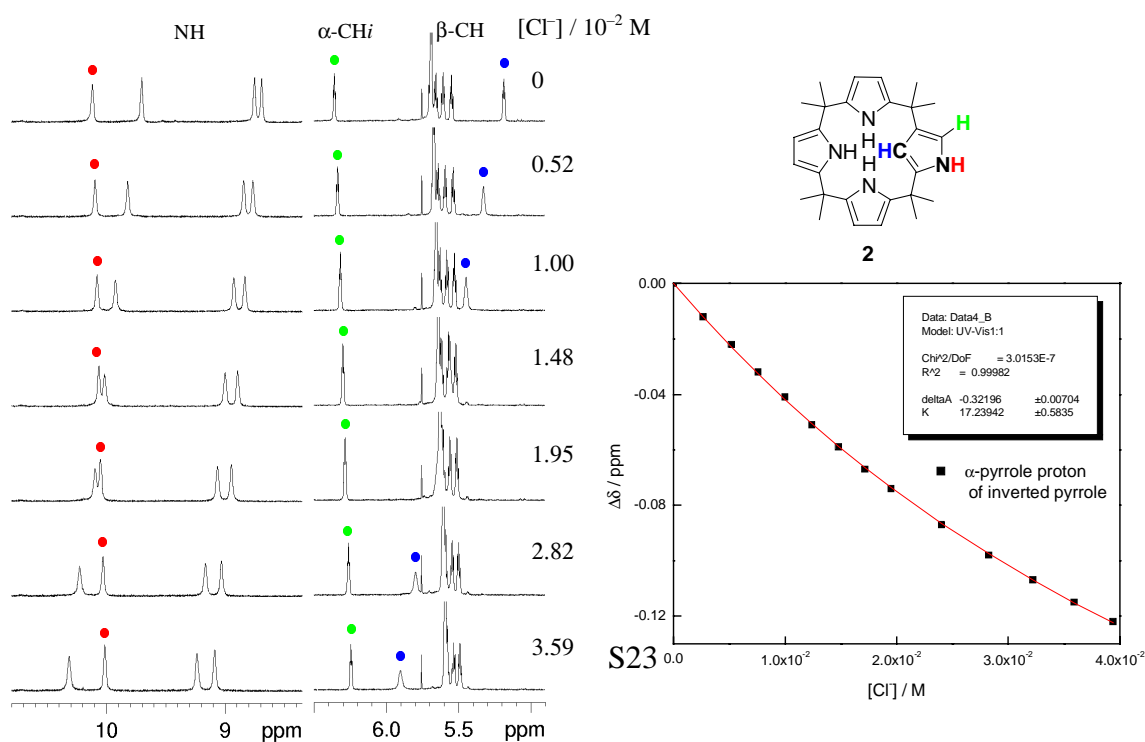 NH α-CHi β-CH [Cl⁻] / 10⁻² M
0
0.52
1.00
1.48
1.95
2.82
3.59
10 9 ppm 6.0 5.5 ppm
N
H
H
NH
HC
H
N
H
NH
2
0.00
-0.04
-0.08
-0.12
Δδ / ppm
Data: Data4_B
Model: UV-Vis1:1
Chi^2/DoF = 3.0153E-7
R^2 = 0.99982
deltaA -0.32196 ±0.00704
K 17.23942 ±0.5835
α-pyrrole proton
of inverted pyrrole
S23
0.0 1.0x10⁻² 2.0x10⁻² 3.0x10⁻² 4.0x10⁻²
[Cl⁻] / M